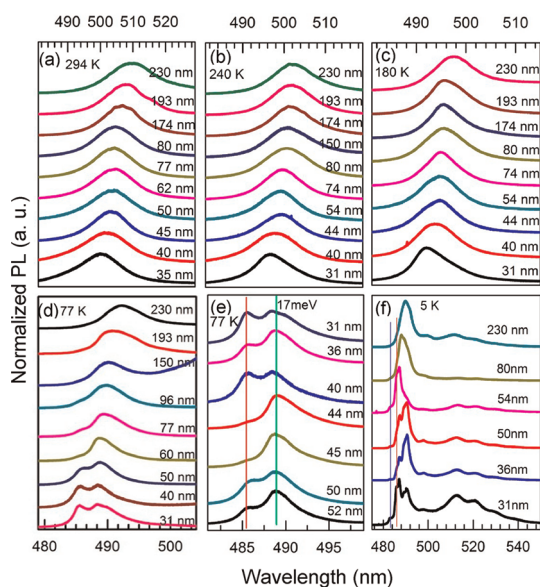 490 500 510 520
490 500 510
490 500 510
Normalized PL (a. u.)
(a) 294 K
230 nm
193 nm
174 nm
80 nm
77 nm
62 nm
50 nm
45 nm
40 nm
35 nm
(b) 240 K
230 nm
193 nm
174 nm
150 nm
80 nm
74 nm
54 nm
44 nm
40 nm
31 nm
(c) 180 K
230 nm
193 nm
174 nm
80 nm
74 nm
54 nm
44 nm
40 nm
31 nm
(d) 77 K
230 nm
193 nm
150 nm
96 nm
77 nm
60 nm
50 nm
40 nm
31 nm
(e) 17meV
77 K
31 nm
36 nm
40 nm
44 nm
45 nm
50 nm
52 nm
(f) 5 K
230 nm
80nm
54nm
50nm
36nm
31nm
480 490 500
485 490 495
480 500 520 540
Wavelength (nm)